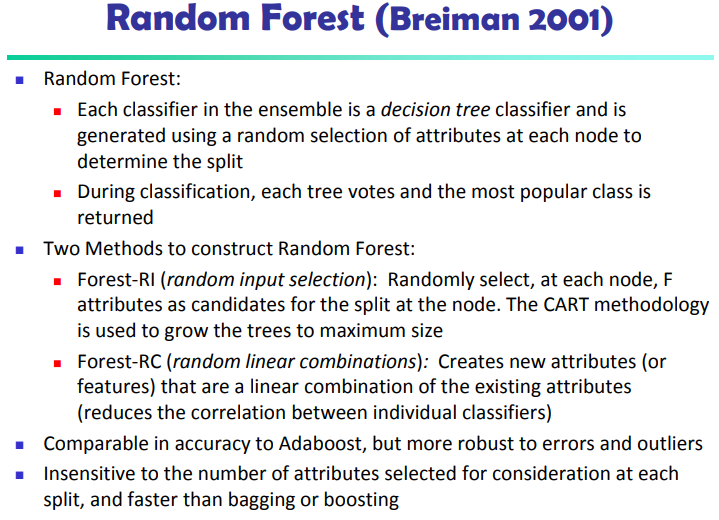 Random Forest (Breiman 2001)
Random Forest:
Each classifier in the ensemble is a decision tree classifier and is
generated using a random selection of attributes at each node to
determine the split
During classification, each tree votes and the most popular class is
returned
Two Methods to construct Random Forest:
Forest-RI (random input selection): Randomly select, at each node, F
attributes as candidates for the split at the node. The CART methodology
is used to grow the trees to maximum size
Forest-RC (random linear combinations): Creates new attributes (or
features) that are a linear combination of the existing attributes
(reduces the correlation between individual classifiers)
Comparable in accuracy to Adaboost, but more robust to errors and outliers
Insensitive to the number of attributes selected for consideration at each
split, and faster than bagging or boosting